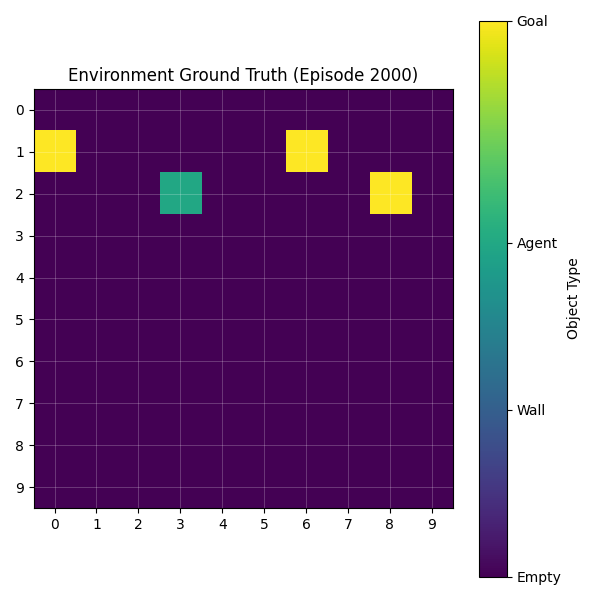 Environment Ground Truth (Episode 2000)
Goal
0
1
2
3
4
5
6
7
8
9
Agent
Object Type
Wall
0 1 2 3 4 5 6 7 8 9
Empty